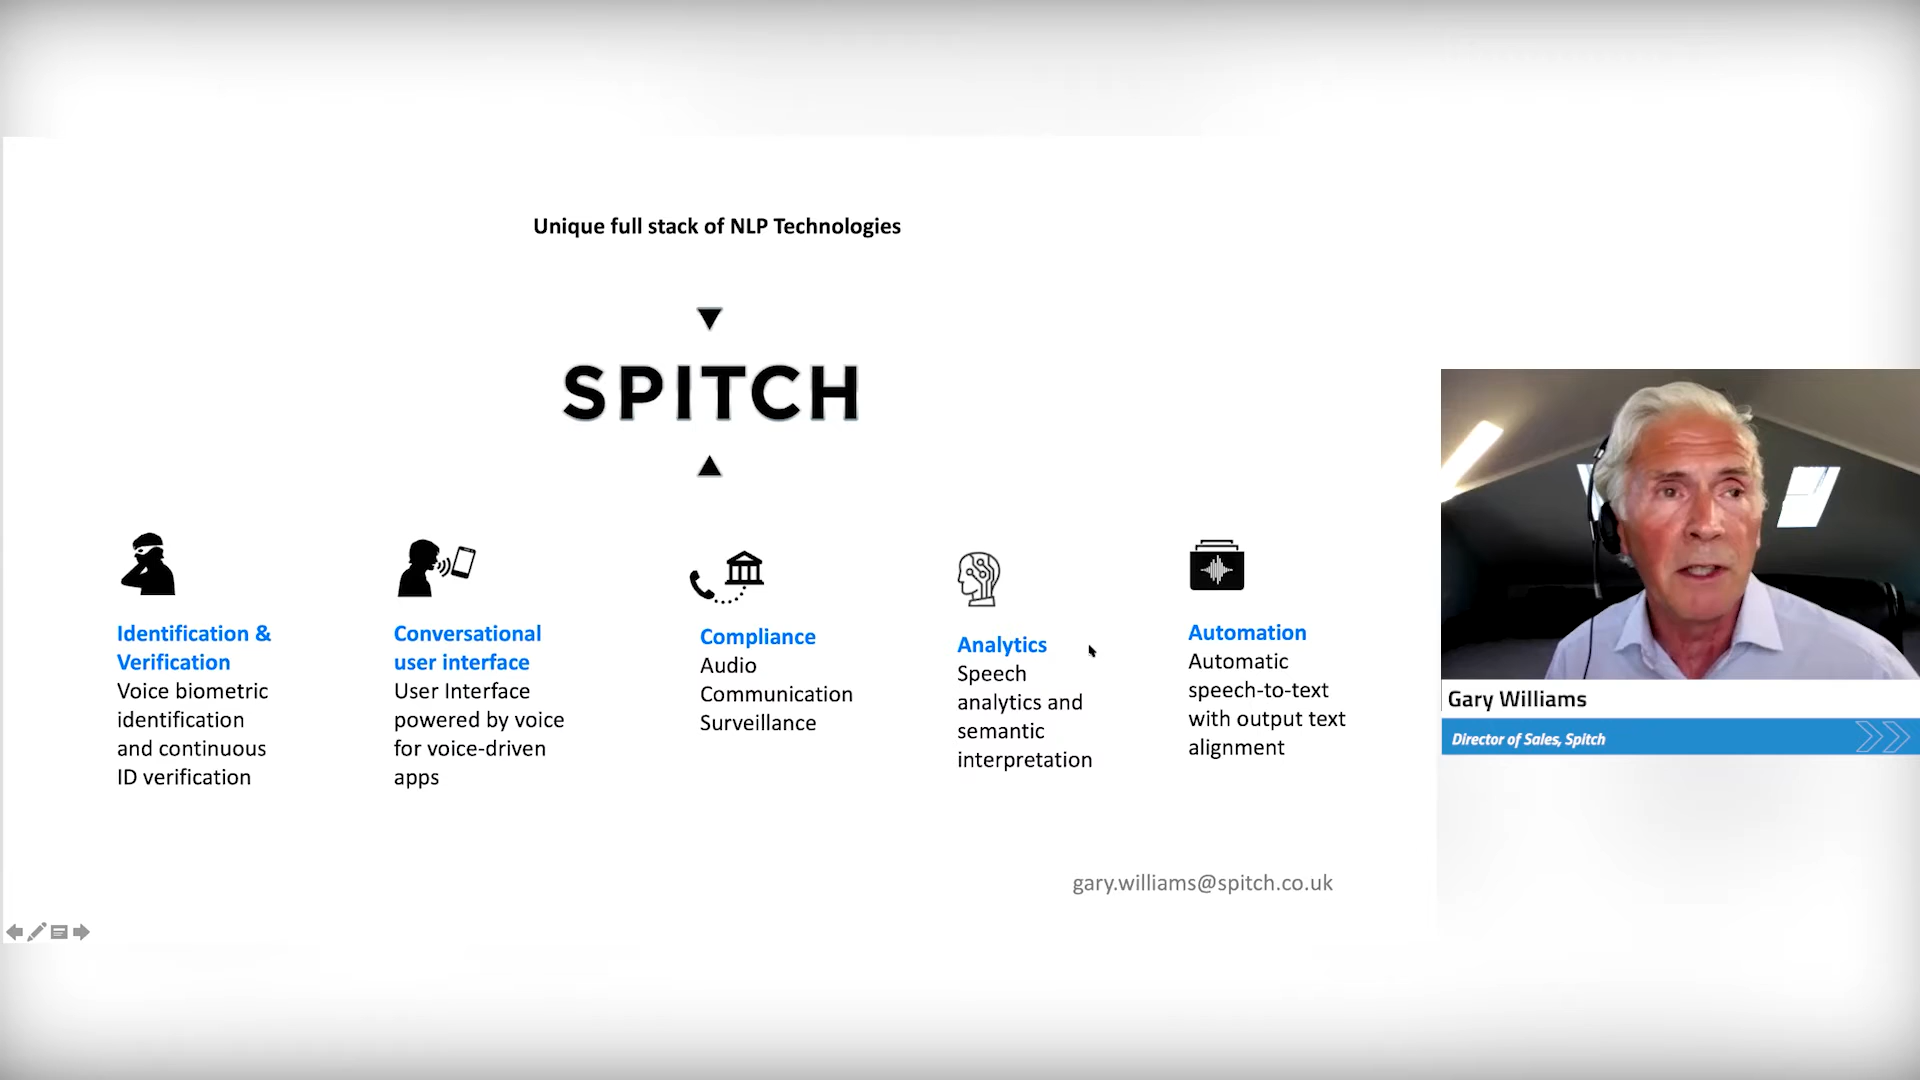 Unique full stack of NLP Technologies
SPITCH
Identification &
Verification
Voice biometric
identification
and continuous
ID verification
Conversational
user interface
User Interface
powered by voice
for voice-driven
apps
Compliance
Audio
Communication
Surveillance
Analytics
Speech
analytics and
semantic
interpretation
Automation
Automatic
speech-to-text
with output text
alignment
gary.williams@spitch.co.uk
Gary Williams
Director of Sales, Spitch